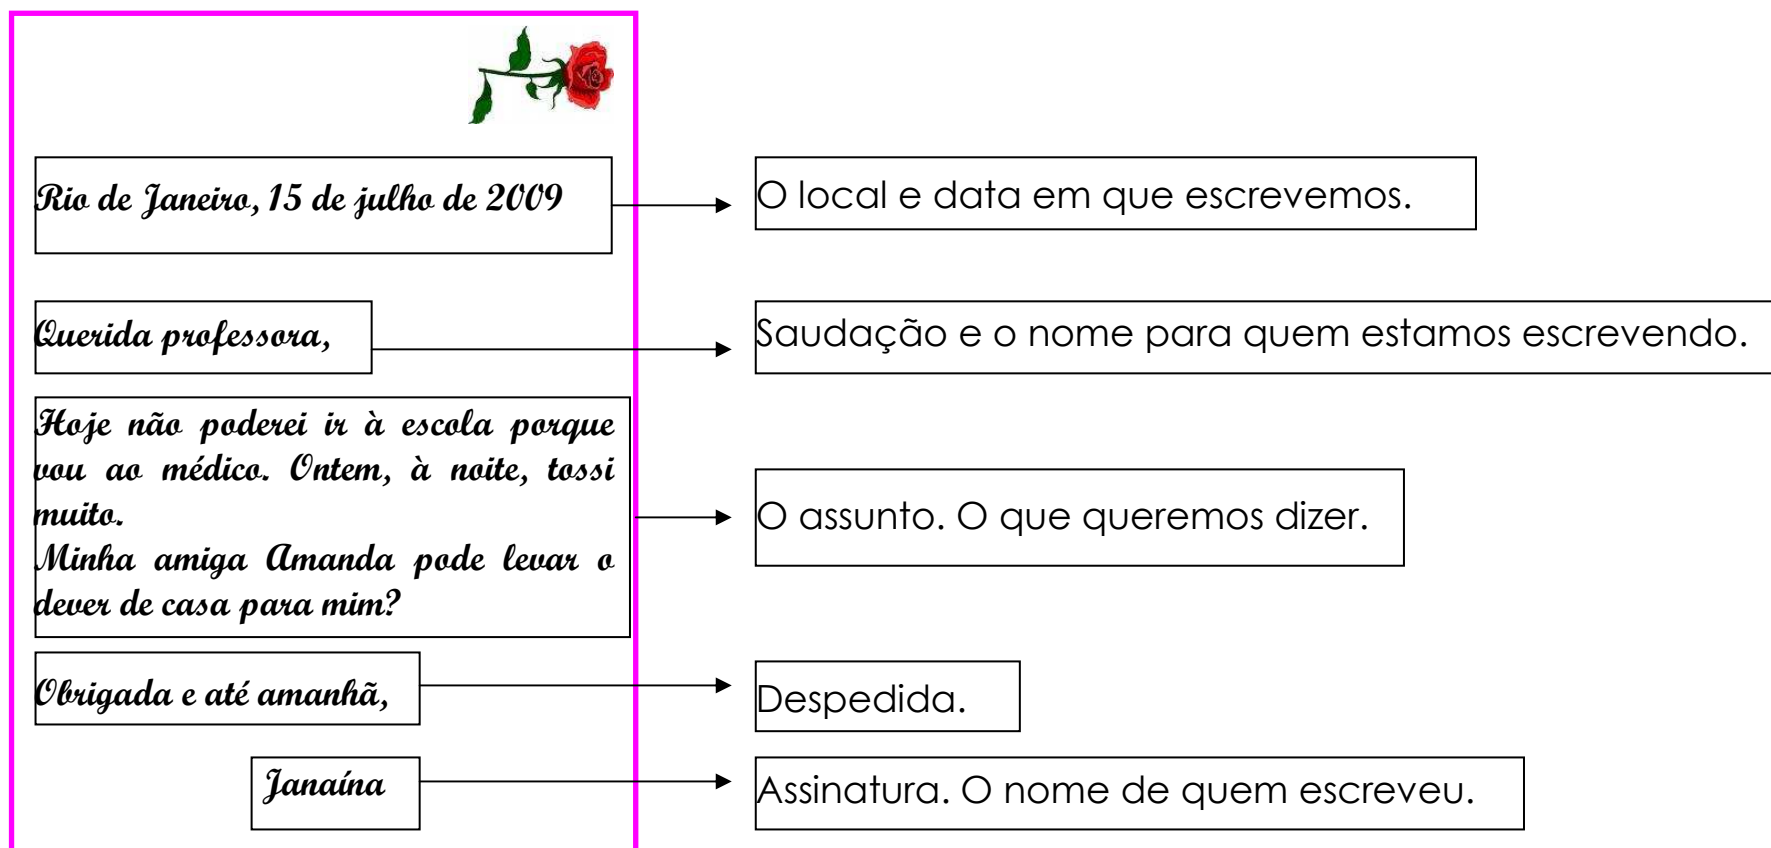 Rio de Janeiro, 15 de julho de 2009
O local e data em que escrevemos.
Querida professora,
Saudação e o nome para quem estamos escrevendo.
Hoje não poderei ir à escola porque
vou ao médico. Ontem, à noite, tossi
muito.
Minha amiga Amanda pode levar o
dever de casa para mim?
O assunto. O que queremos dizer.
Obrigada e até amanhã,
Despedida.
Janaína
Assinatura. O nome de quem escreveu.